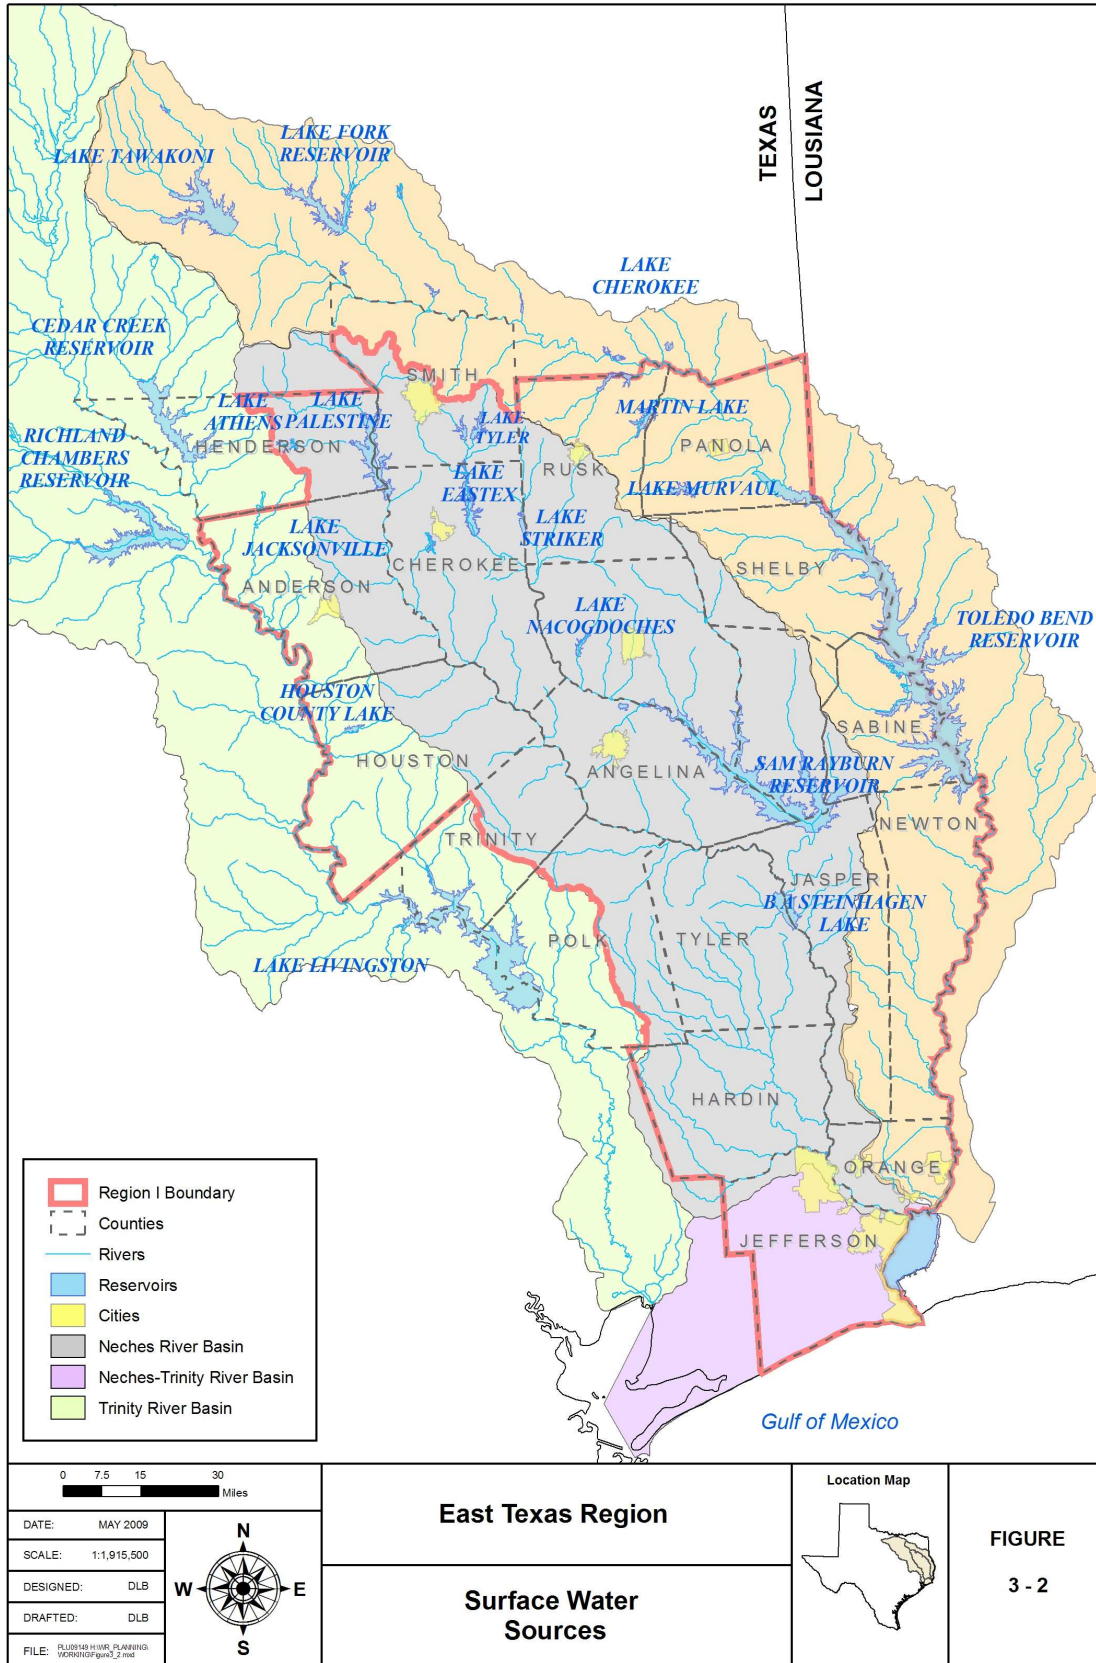 TEXAS
LOUSIANA
LAKE FORK
RESERVOIR
LAKE TAWAKONI
LAKE
CHEROKEE
CEDAR CREEK
RESERVOIR
SMITH
LAKE
ATHENS
LAKE
PALESTINE
LAKE
TYLER
MARTIN LAKE
RICHLAND
CHAMBERS
RESERVOIR
HENDERSON
PANOLA
RUSK
LAKE
EASTEX
LAKE MURVAUL
LAKE
JACKSONVILLE
LAKE
STRIKER
CHEROKEE
SHELBY
ANDERSON
LAKE
NACOGDOCHES
TOLEDO BEND
RESERVOIR
HOUSTON
COUNTY LAKE
SABINE
HOUSTON
ANGELINA
SAM RAYBURN
RESERVOIR
TRINITY
NEWTON
JASPER
B A STEINHAGEN
LAKE
POLK
TYLER
LAKE LIVINGSTON
HARDIN
ORANGE
JEFFERSON
Region I Boundary
Counties
Rivers
Reservoirs
Cities
Neches River Basin
Neches-Trinity River Basin
Trinity River Basin
Gulf of Mexico
0 7.5 15 30
Miles
DATE: MAY 2009
SCALE: 1:1,915,500
DESIGNED: DLB
DRAFTED: DLB
FILE: PLU09149 H:\WR_PLANNING\
WORKING\Figure3_2.mxd
N
W E
S
East Texas Region
Surface Water
Sources
Location Map
FIGURE
3 - 2